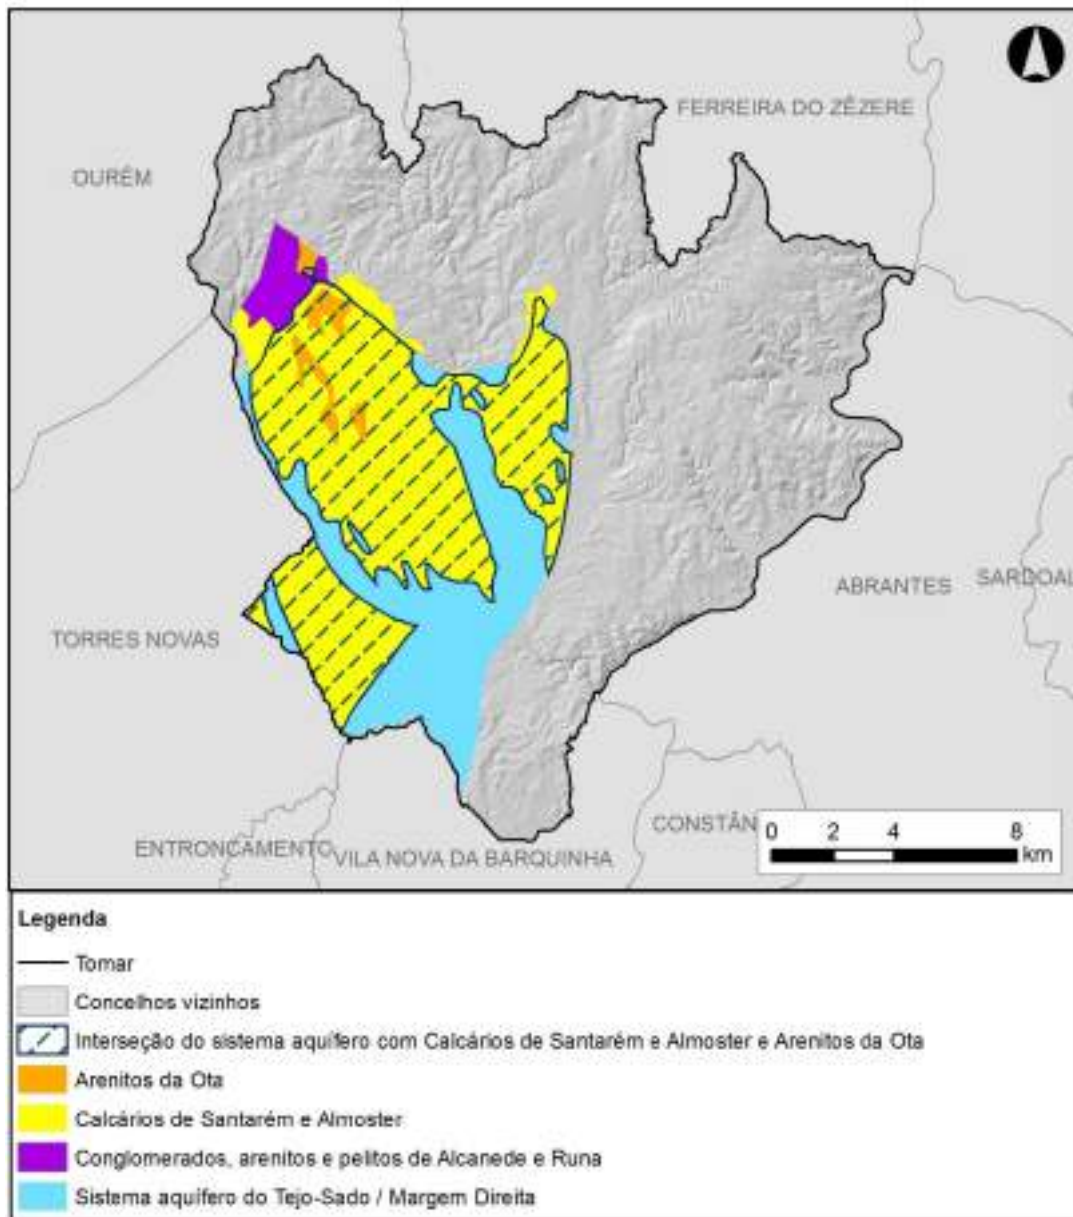 FERREIRA DO ZÊZERE
OURÉM
ABRANTES
SARDOAL
TORRES NOVAS
CONSTÂN
ENTRONCAMENTO
VILA NOVA DA BARQUINHA
0 2 4 8
km
Legenda
Tomar
Concelhos vizinhos
Interseção do sistema aquífero com Calcários de Santarém e Almoster e Arenitos da Ota
Arenitos da Ota
Calcários de Santarém e Almoster
Conglomerados, arenitos e pelitos de Alcanede e Runa
Sistema aquífero do Tejo-Sado / Margem Direita